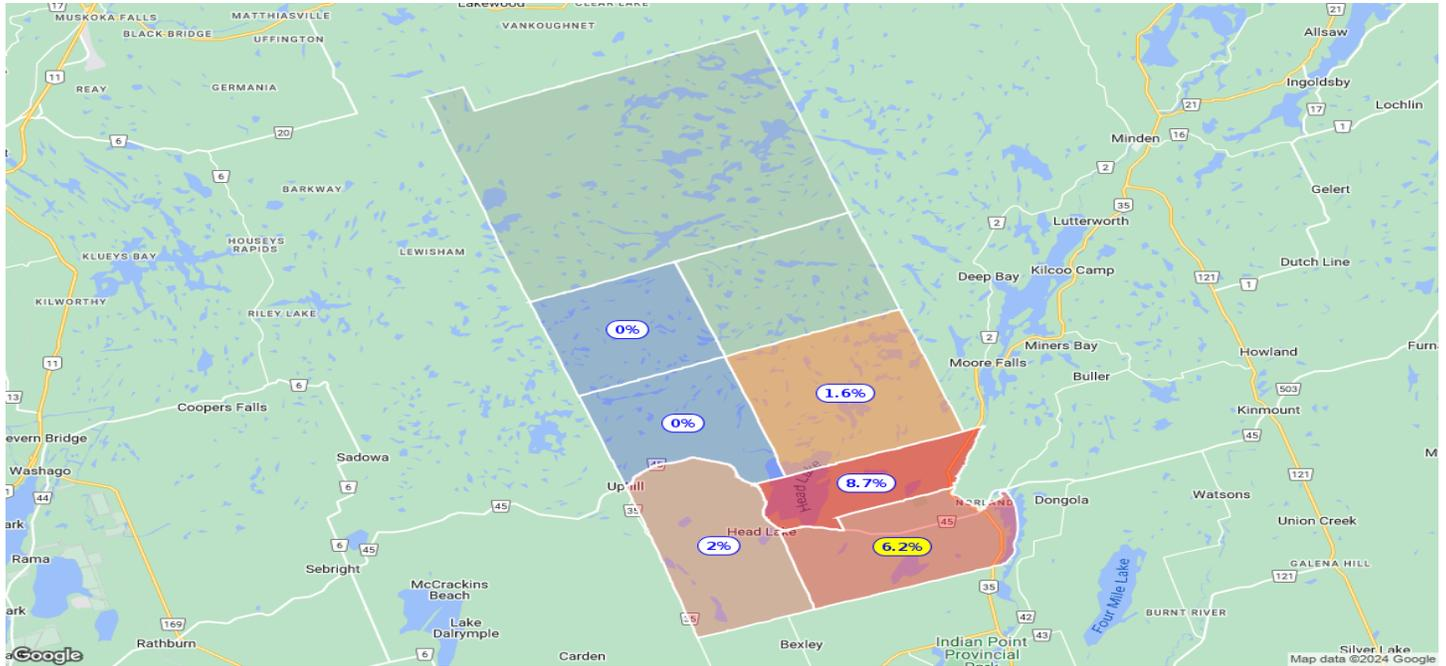 17
MUSKOKA FALLS
MATTHIASVILLE
BLACK-BRIDGE
UFFINGTON
Lakewood
CLEAR LAKE
VANKOUGHNET
21
Allsaw
11
REAY
GERMANIA
Ingoldsby
21
17
Lochlin
1
6
20
Minden
16
6
2
BARKWAY
Gelert
35
2
Lutterworth
HOUSEYS
RAPIDS
LEWISHAM
KLUEYS BAY
Deep Bay
Kilcoo Camp
Dutch Line
121
1
KILWORTHY
RILEY LAKE
0%
2
Miners Bay
Howland
11
Moore Falls
Buller
6
503
13
1.6%
Coopers Falls
Kinmount
0%
45
evern Bridge
Sadowa
45
Washago
121
Head Lake
8.7%
6
Uphill
44
45
35
NORLAND
Dongola
Watsons
45
Union Creek
Head Lake
6
45
2%
6.2%
Rama
Sebright
GALENA HILL
121
McCrackins
Beach
35
Four Mile Lake
BURNT RIVER
ark
35
42
169
Lake
Dalrymple
43
Rathburn
Bexley
Indian Point
Provincial
6
Carden
Silver Lake
Google
Map data ©2024 Google